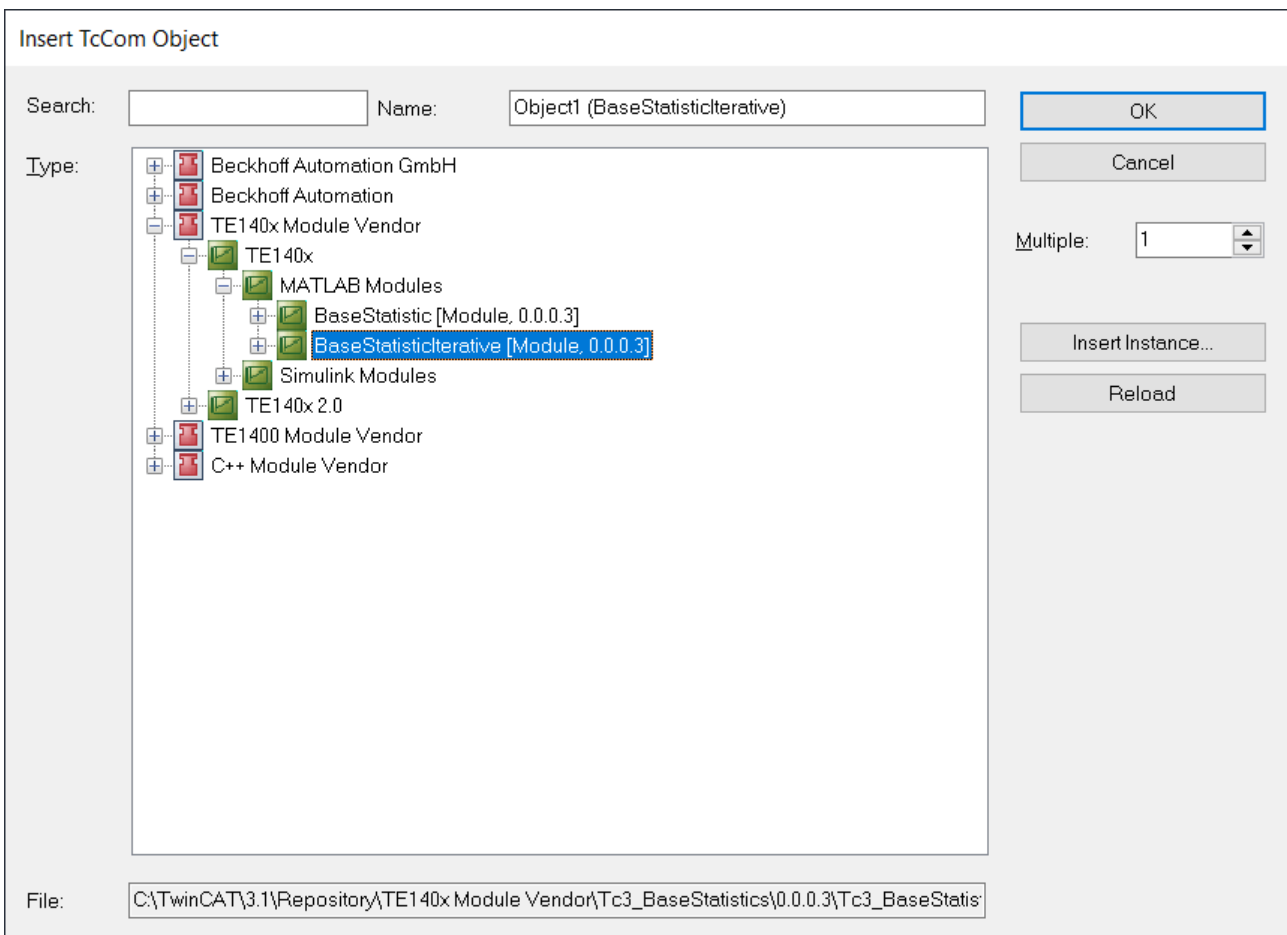 Insert TcCom Object
Search: Name: Object1 (BaseStatisticIterative) OK
Type: Beckhoff Automation GmbH Cancel
Beckhoff Automation
TE140x Module Vendor
Multiple: 1
TE140x
MATLAB Modules
BaseStatistic [Module, 0.0.0.3]
BaseStatisticIterative [Module, 0.0.0.3] Insert Instance...
Simulink Modules
Reload
TE140x 2.0
TE1400 Module Vendor
C++ Module Vendor
File: C:\TwinCAT\3.1\Repository\TE140x Module Vendor\Tc3_BaseStatistics\0.0.0.3\Tc3_BaseStatis